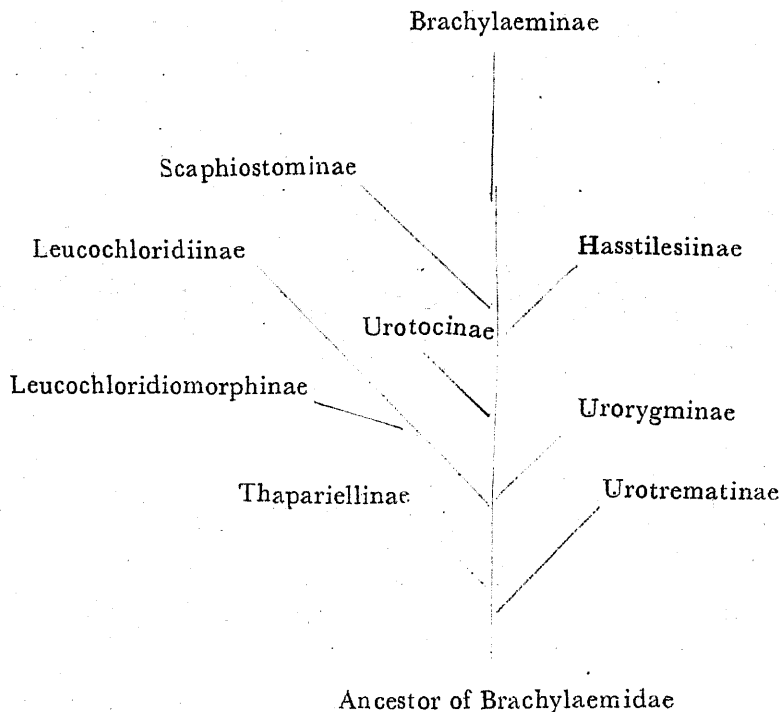 Brachylaeminae
Scaphiostominae
Leucochloridiinae
Hasstilesiinae
Urotocinae
Leucochloridiomorphinae
Urorygminae
Thapariellinae
Urotrematinae
Ancestor of Brachylaemidae